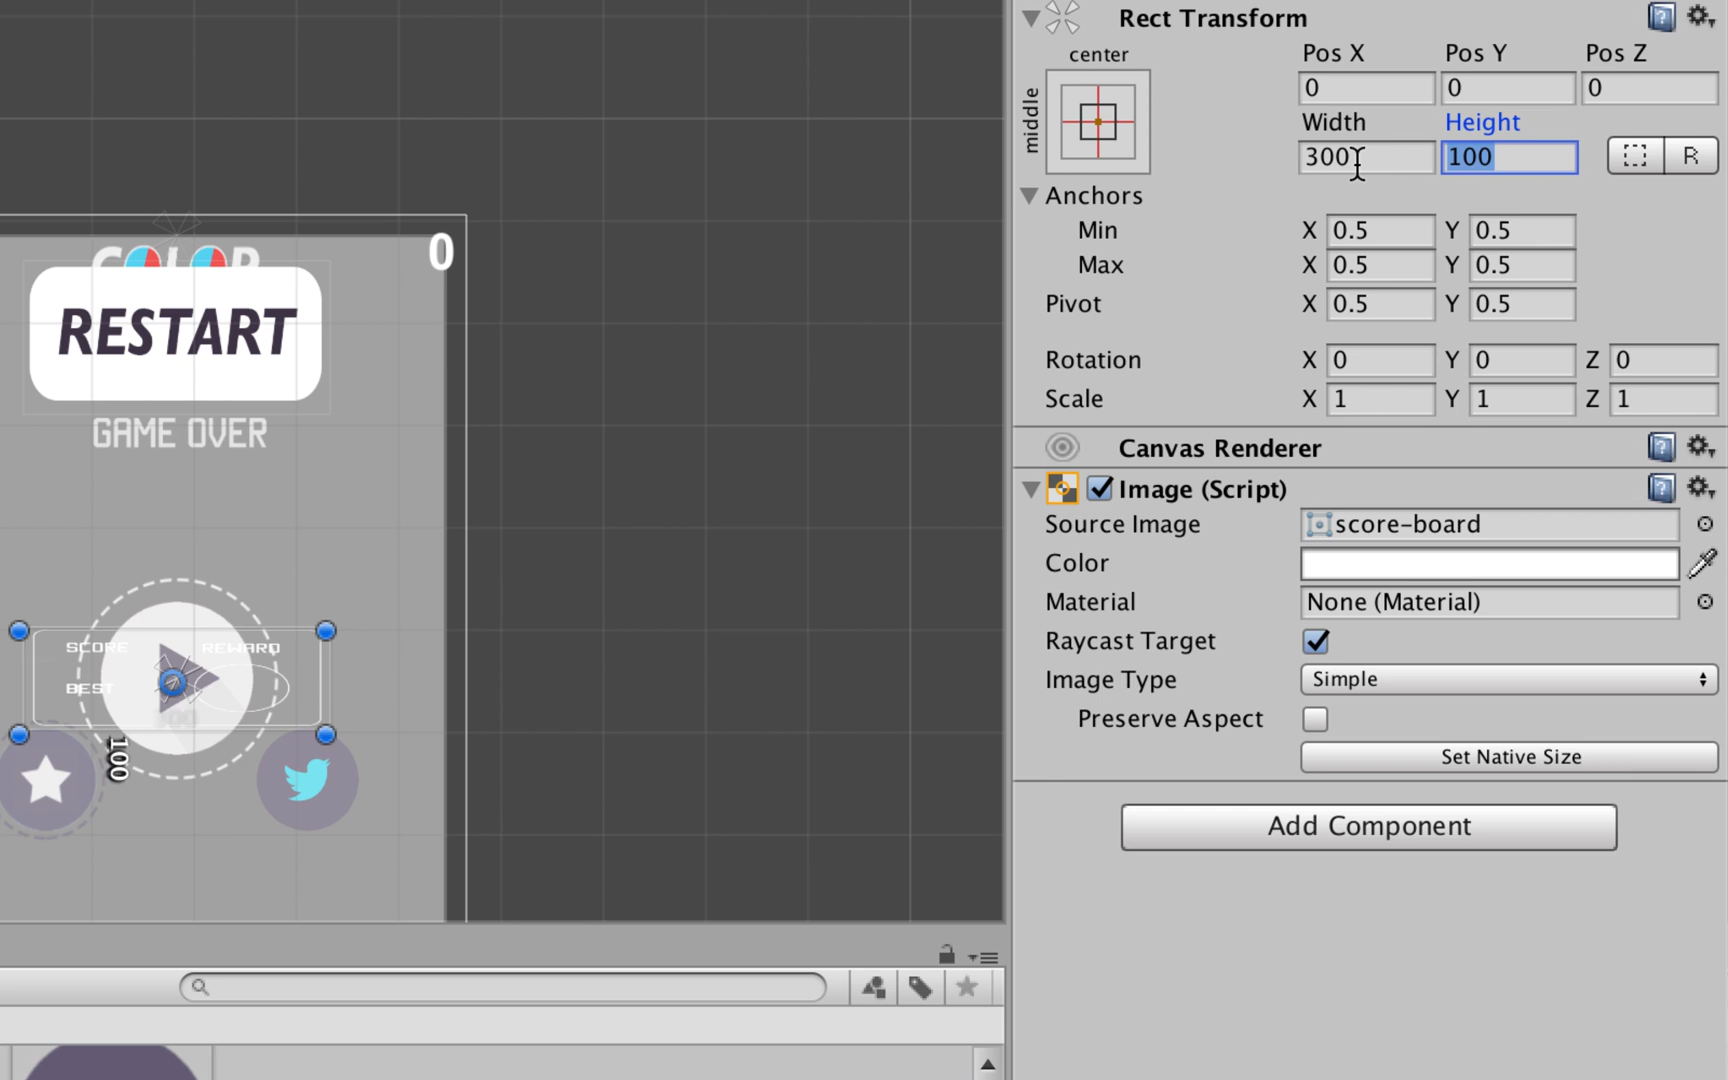 Rect Transform
center
middle
Pos X Pos Y Pos Z
0 0 0
Width Height
300 100
R
Anchors
Min X 0.5 Y 0.5
Max X 0.5 Y 0.5
Pivot X 0.5 Y 0.5
Rotation X 0 Y 0 Z 0
Scale X 1 Y 1 Z 1
Canvas Renderer
Image (Script)
Source Image score-board
Color
Material None (Material)
Raycast Target
Image Type Simple
Preserve Aspect
Set Native Size
Add Component
COLOR
0
RESTART
GAME OVER
SCORE REWARD
BEST
100